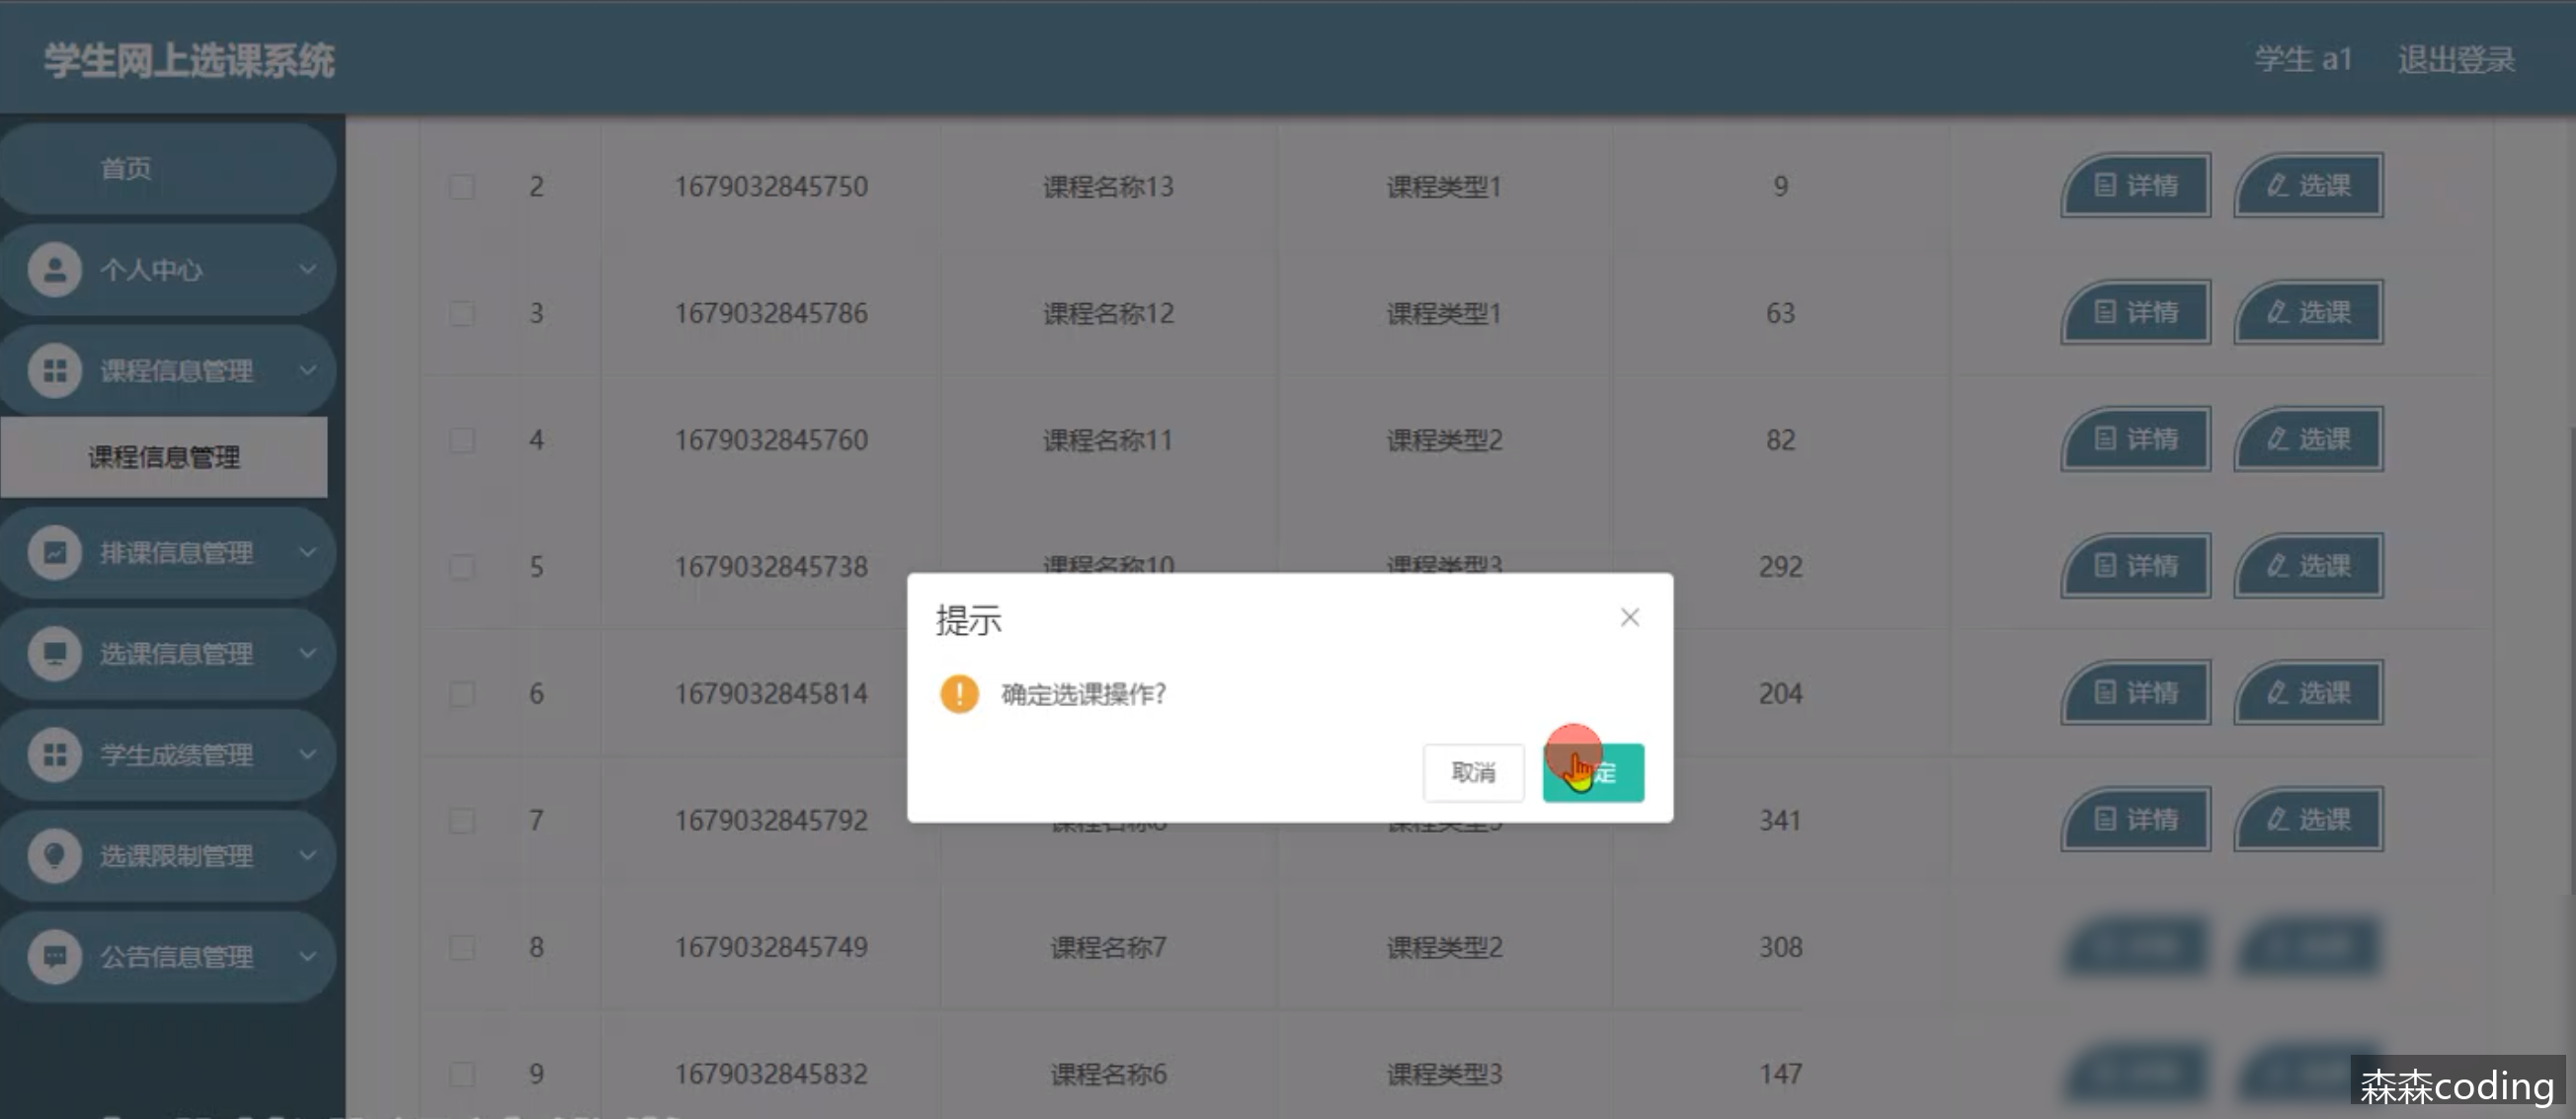 学生网上选课系统
学生 a1
退出登录
首页
个人中心
课程信息管理
课程信息管理
排课信息管理
选课信息管理
学生成绩管理
选课限制管理
公告信息管理
2 1679032845750 课程名称13 课程类型1 9 详情 选课
3 1679032845786 课程名称12 课程类型1 63 详情 选课
4 1679032845760 课程名称11 课程类型2 82 详情 选课
5 1679032845738 课程名称10 课程类型3 292 详情 选课
6 1679032845814 204 详情 选课
7 1679032845792 341 详情 选课
8 1679032845749 课程名称7 课程类型2 308
9 1679032845832 课程名称6 课程类型3 147
提示
确定选课操作?
取消
定
森森coding